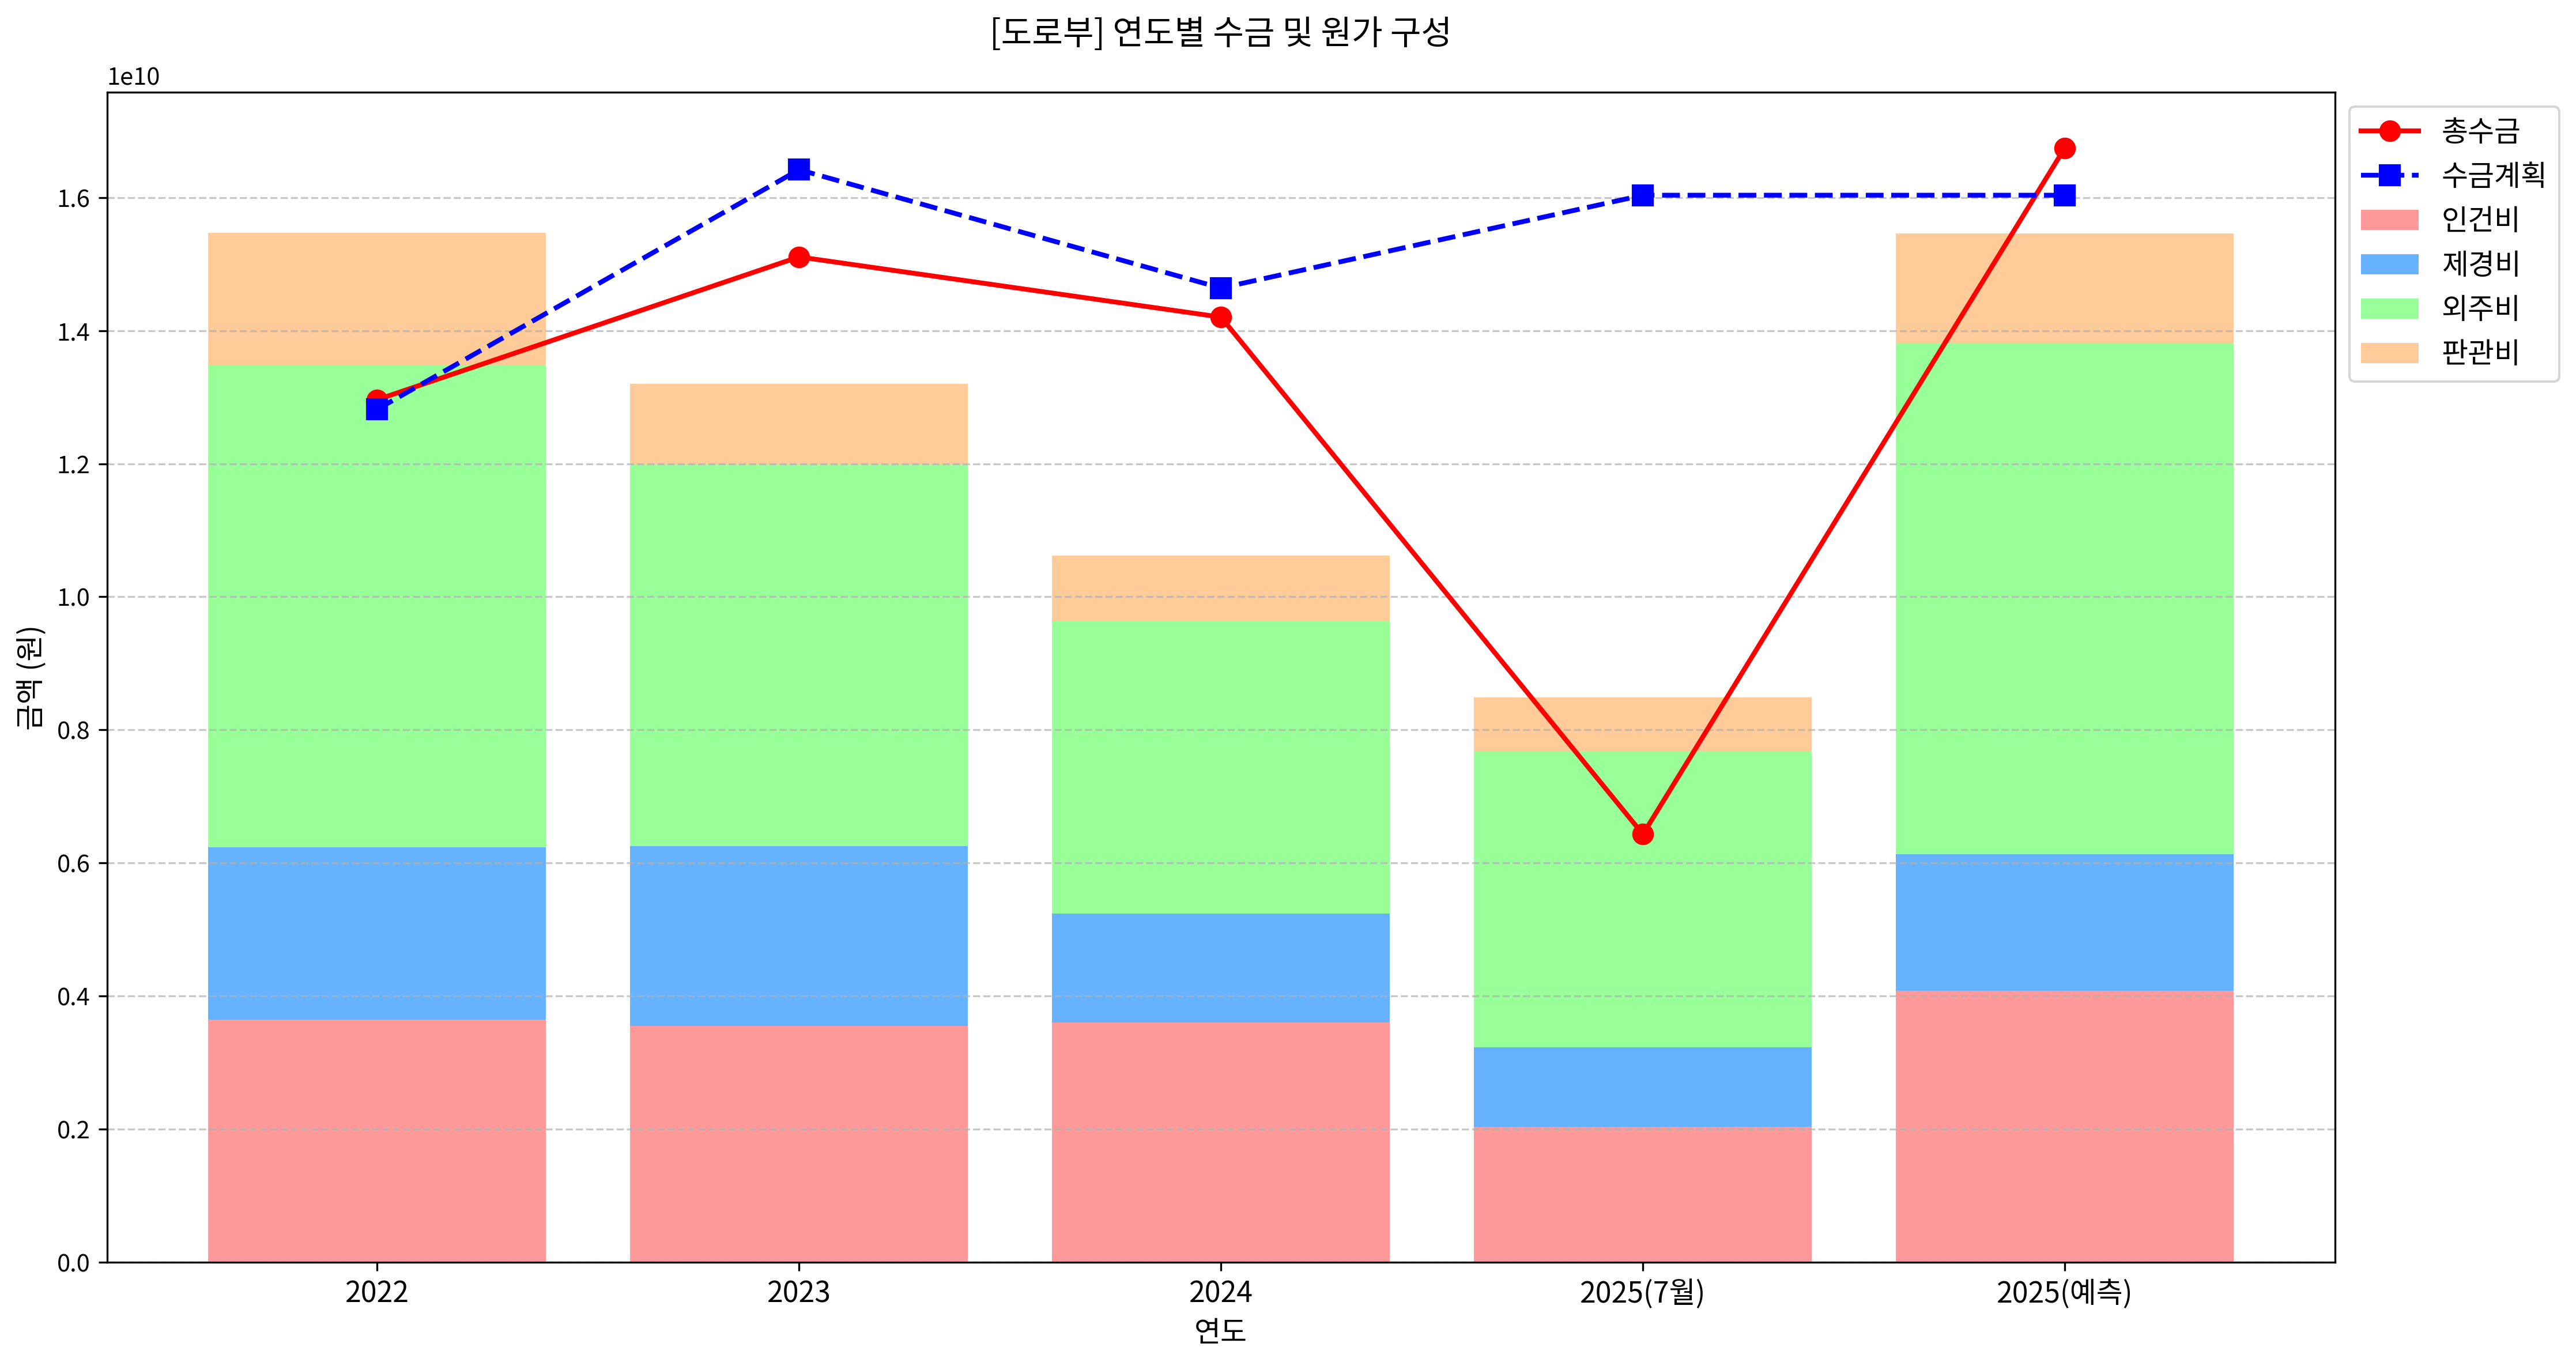 [도로부] 연도별 수금 및 원가 구성
1e10
1.6
1.4
1.2
1.0
0.8
0.6
0.4
0.2
0.0
금액 (원)
2022
2023
2024
2025(7월)
2025(예측)
연도
총수금
수금계획
인건비
제경비
외주비
판관비